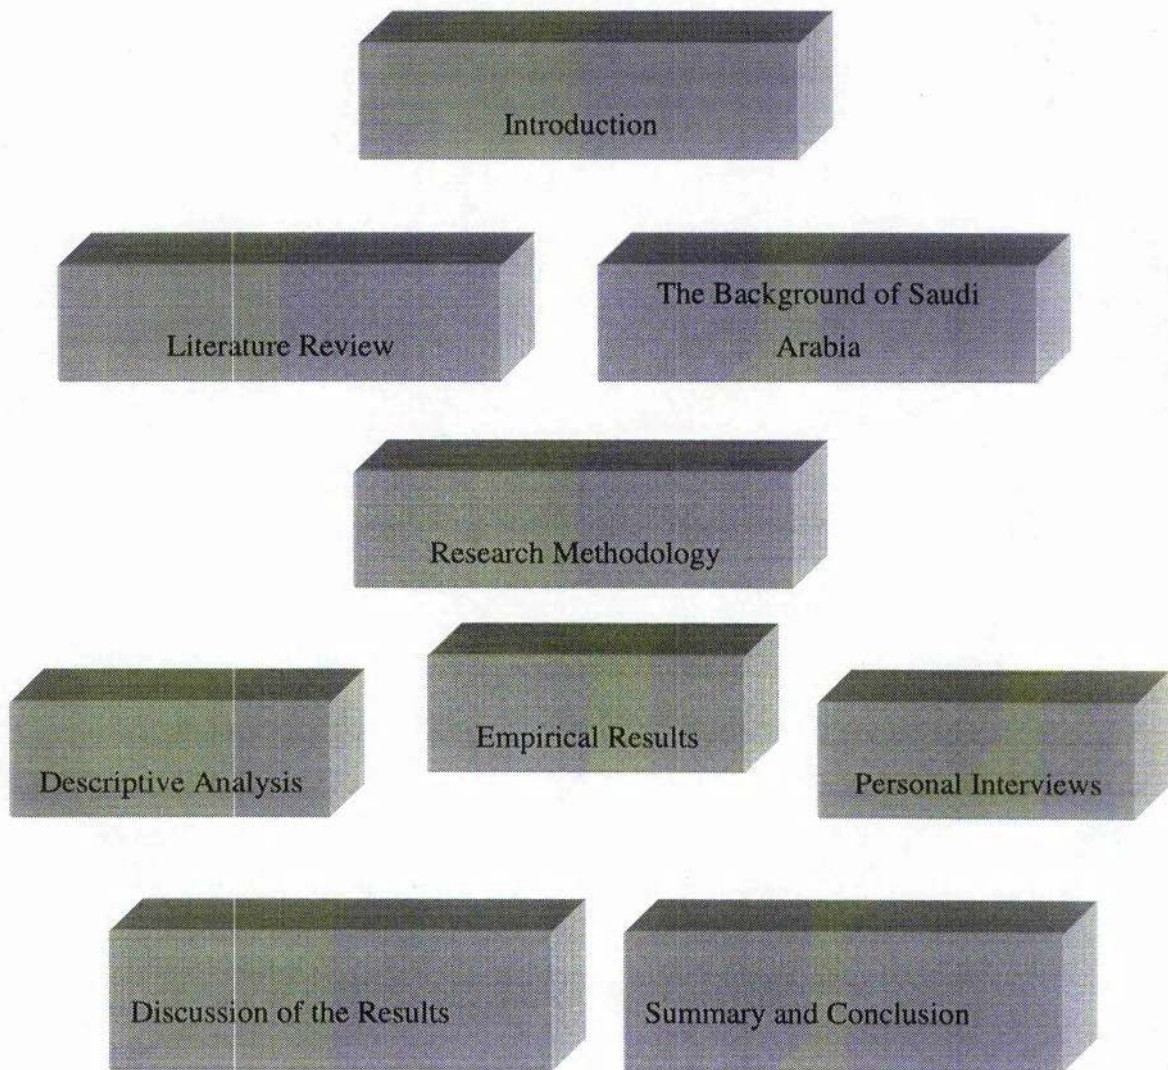 Introduction
Literature Review
The Background of Saudi
Arabia
Research Methodology
Descriptive Analysis
Empirical Results
Personal Interviews
Discussion of the Results
Summary and Conclusion